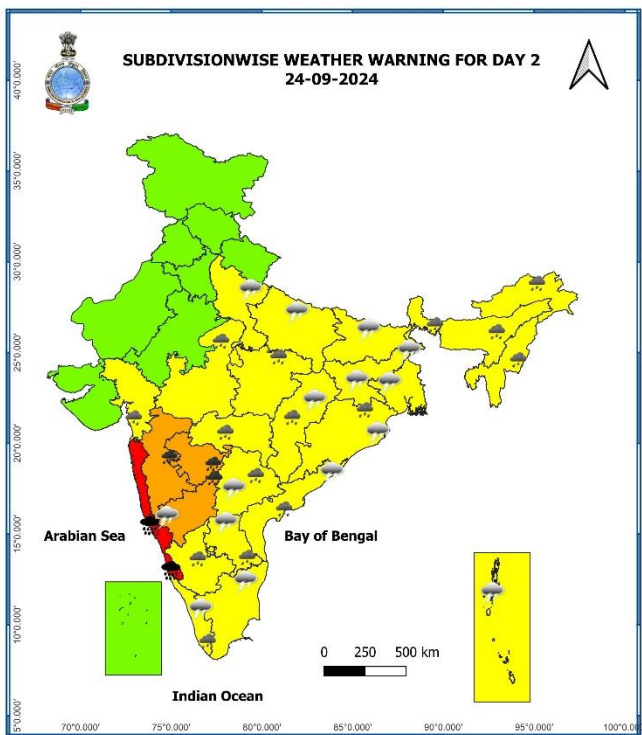 SUBDIVISIONWISE WEATHER WARNING FOR DAY 2
24-09-2024
40°0.000'
35°0.000'
30°0.000'
25°0.000'
20°0.000'
15°0.000'
10°0.000'
5°0.000'
Arabian Sea
Bay of Bengal
0 250 500 km
Indian Ocean
70°0.000' 75°0.000' 80°0.000' 85°0.000' 90°0.000' 95°0.000' 100°0.000'